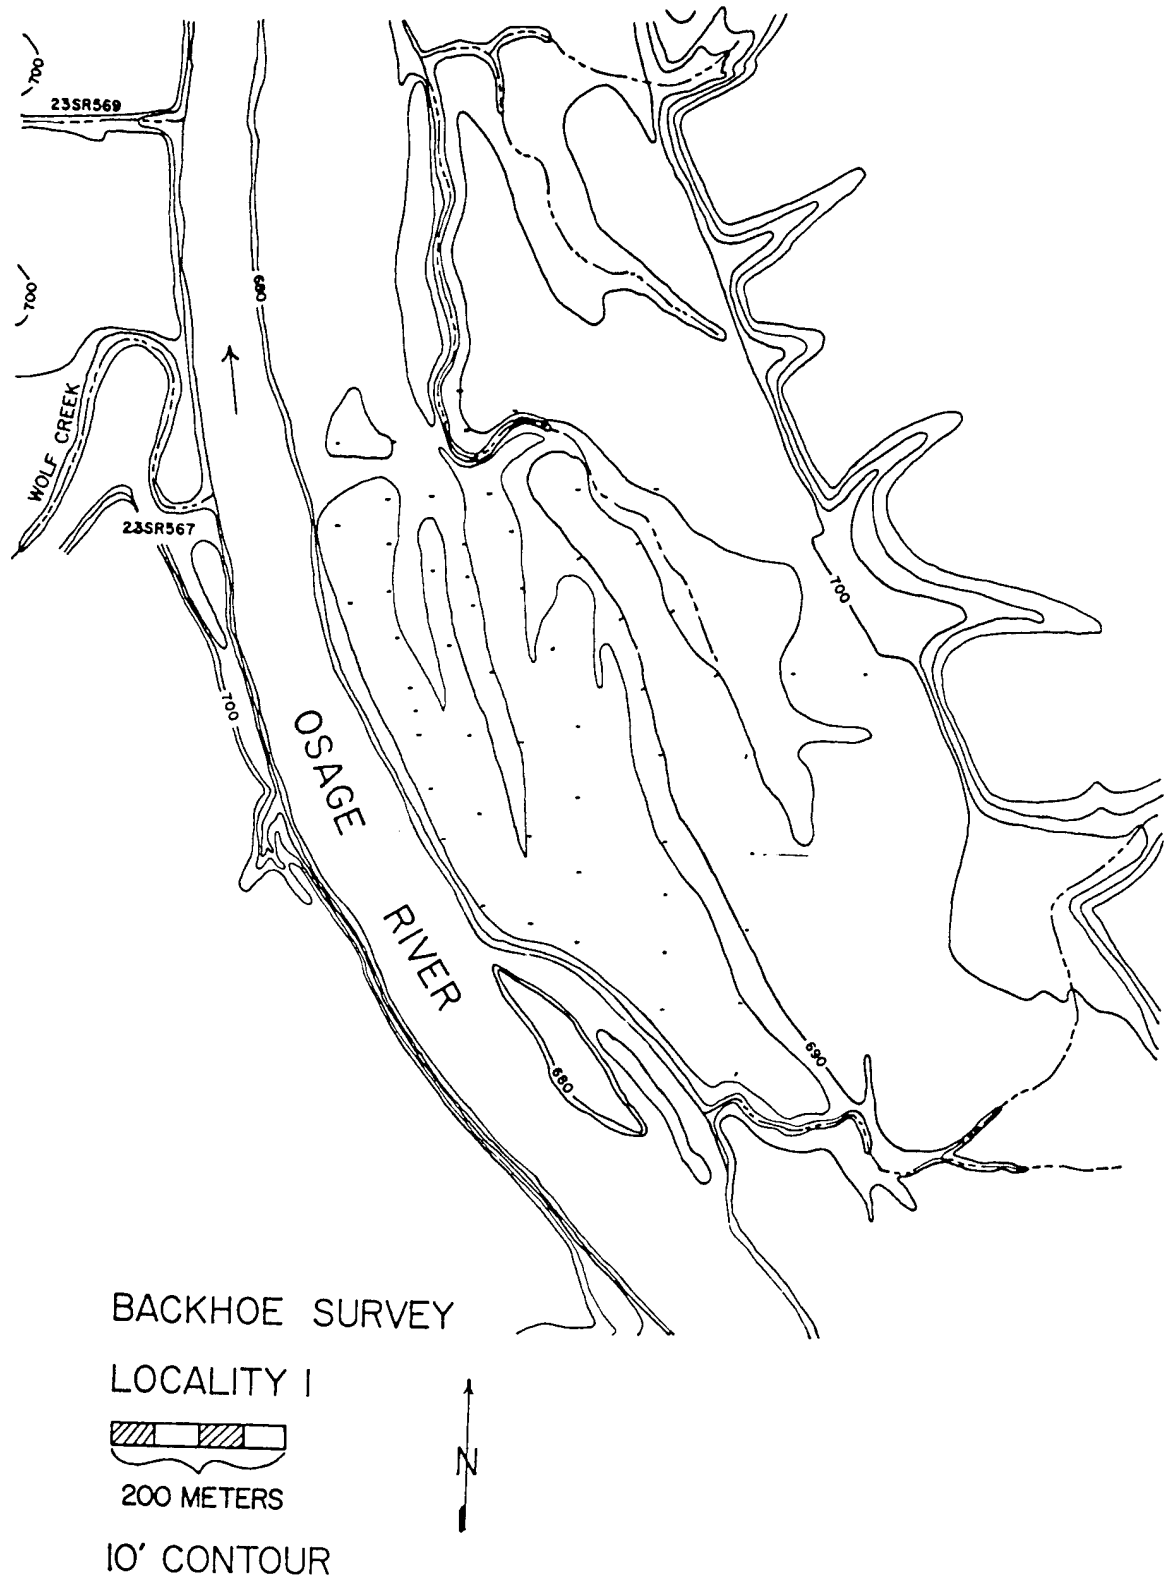 700
23SR569
700
680
WOLF CREEK
23SR567
700
700
OSAGE
RIVER
680
690
BACKHOE SURVEY
LOCALITY 1
200 METERS
10' CONTOUR
N